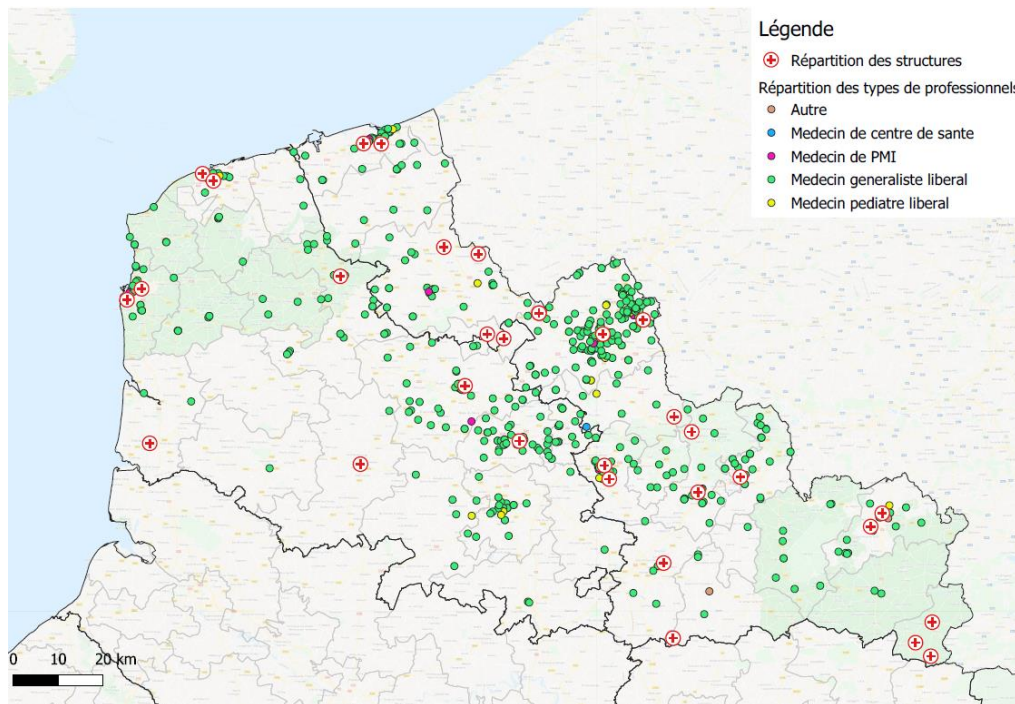 Légende
Répartition des structures
Répartition des types de professionnels
Autre
Medecin de centre de sante
Medecin de PMI
Medecin generaliste liberal
Medecin pediatre liberal
0 10 20 km